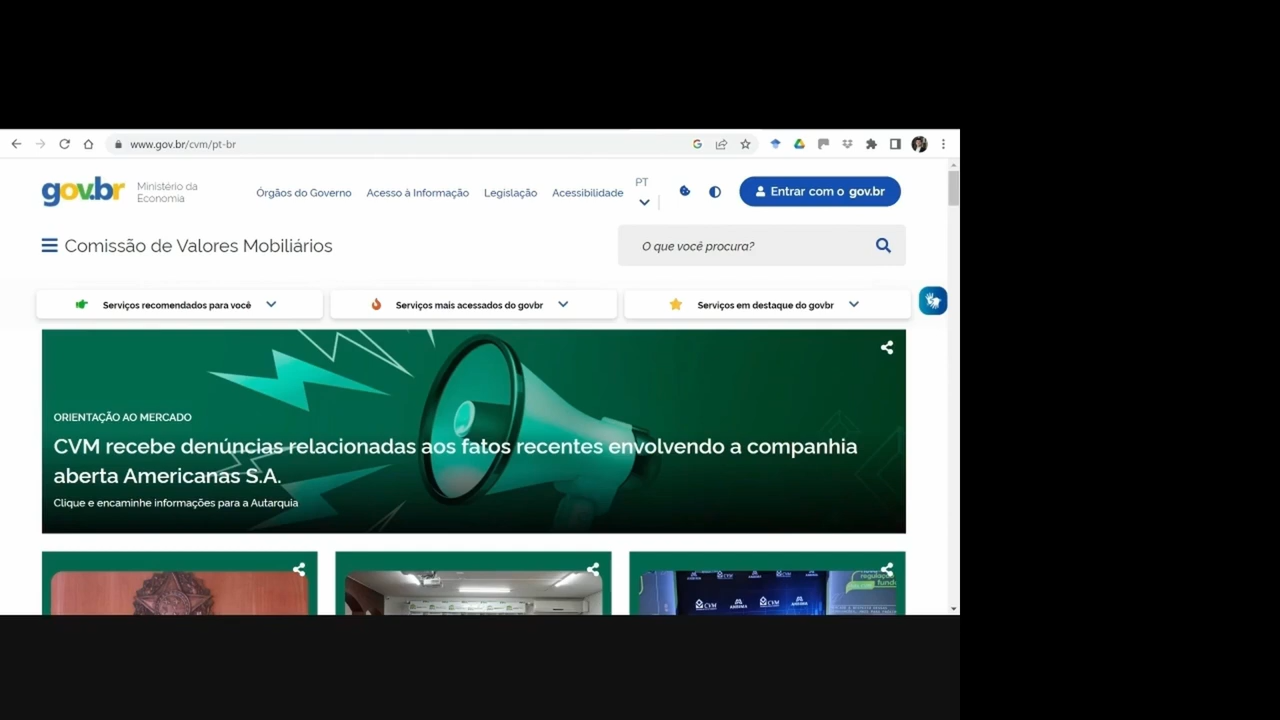 www.gov.br/cvm/pt-br
gov.br
Ministério da
Economia
Órgãos do Governo
Acesso à Informação
Legislação
Acessibilidade
PT
Entrar com o gov.br
Comissão de Valores Mobiliários
O que você procura?
Serviços recomendados para você
Serviços mais acessados do govbr
Serviços em destaque do govbr
ORIENTAÇÃO AO MERCADO
CVM recebe denúncias relacionadas aos fatos recentes envolvendo a companhia
aberta Americanas S.A.
Clique e encaminhe informações para a Autarquia
CVM
CVM